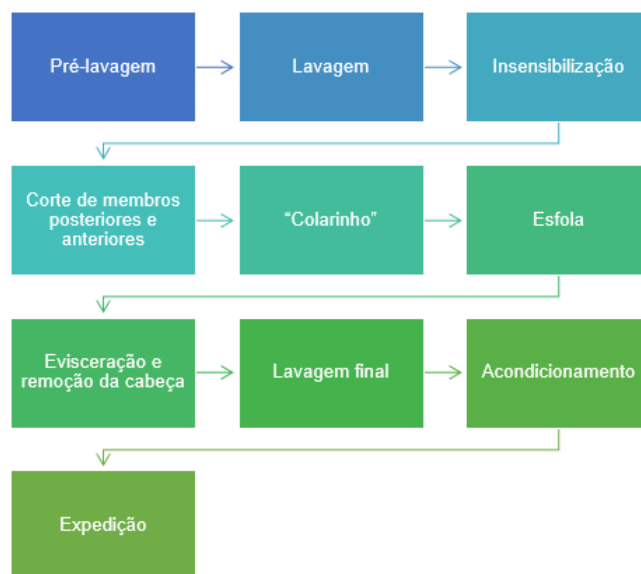 Pré-lavagem
Lavagem
Insensibilização
Corte de membros
posteriores e
anteriores
“Colarinho”
Esfola
Evisceração e
remoção da cabeça
Lavagem final
Acondicionamento
Expedição